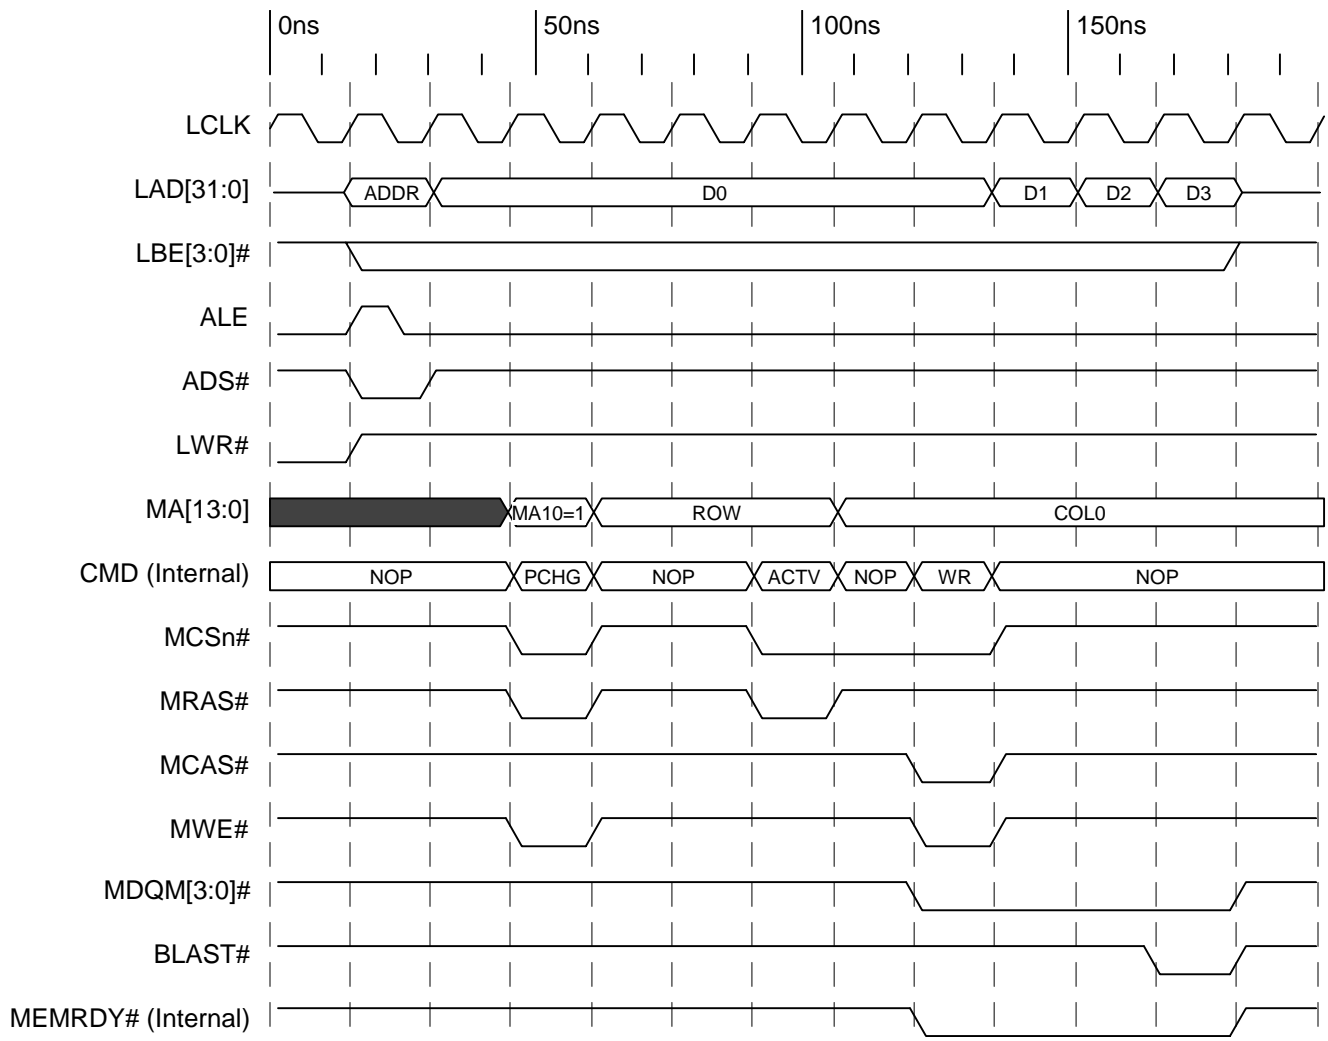 0ns 50ns 100ns 150ns
LCLK
LAD[31:0] ADDR D0 D1 D2 D3
LBE[3:0]#
ALE
ADS#
LWR#
MA[13:0] MA10=1 ROW COL0
CMD (Internal) NOP PCHG NOP ACTV NOP WR NOP
MCSn#
MRAS#
MCAS#
MWE#
MDQM[3:0]#
BLAST#
MEMRDY# (Internal)